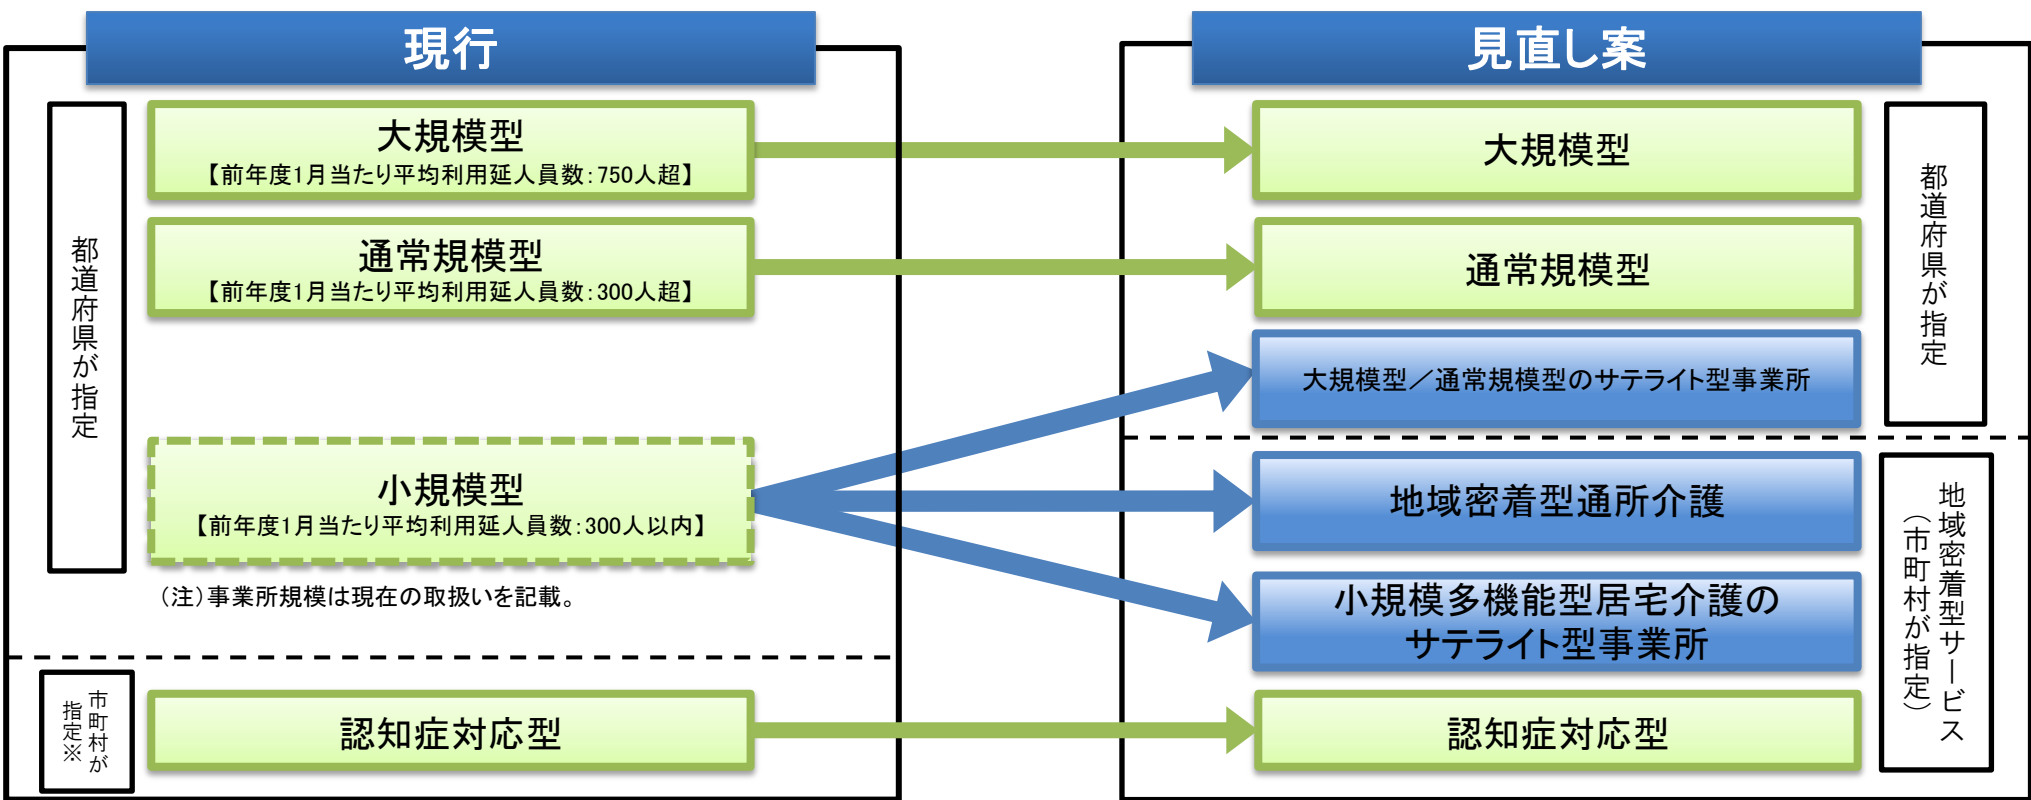 現行
都道府県が指定
大規模型
【前年度1月当たり平均利用延人員数：750人超】
通常規模型
【前年度1月当たり平均利用延人員数：300人超】
小規模型
【前年度1月当たり平均利用延人員数：300人以内】
（注）事業所規模は現在の取扱いを記載。
市町村が
指定※
認知症対応型
見直し案
大規模型
通常規模型
大規模型／通常規模型のサテライト型事業所
都道府県が指定
地域密着型通所介護
小規模多機能型居宅介護の
サテライト型事業所
認知症対応型
地域密着型サービス
（市町村が指定）